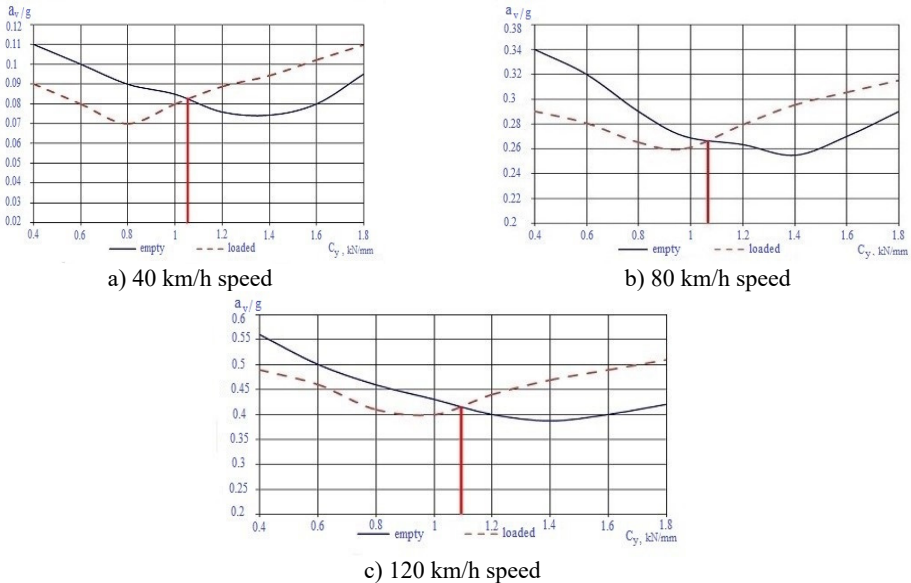 a_v/g
0.12
0.11
0.1
0.09
0.08
0.07
0.06
0.05
0.04
0.03
0.02
0.4 0.6 0.8 1 1.2 1.4 1.6 1.8
empty loaded C_y, kN/mm
a) 40 km/h speed
a_v/g
0.38
0.34
0.32
0.3
0.28
0.26
0.24
0.22
0.2
0.4 0.6 0.8 1 1.2 1.4 1.6 1.8
empty loaded C_y, kN/mm
b) 80 km/h speed
a_v/g
0.6
0.55
0.5
0.45
0.4
0.35
0.3
0.25
0.2
0.4 0.6 0.8 1 1.2 1.4 1.6 1.8
empty loaded C_y, kN/mm
c) 120 km/h speed